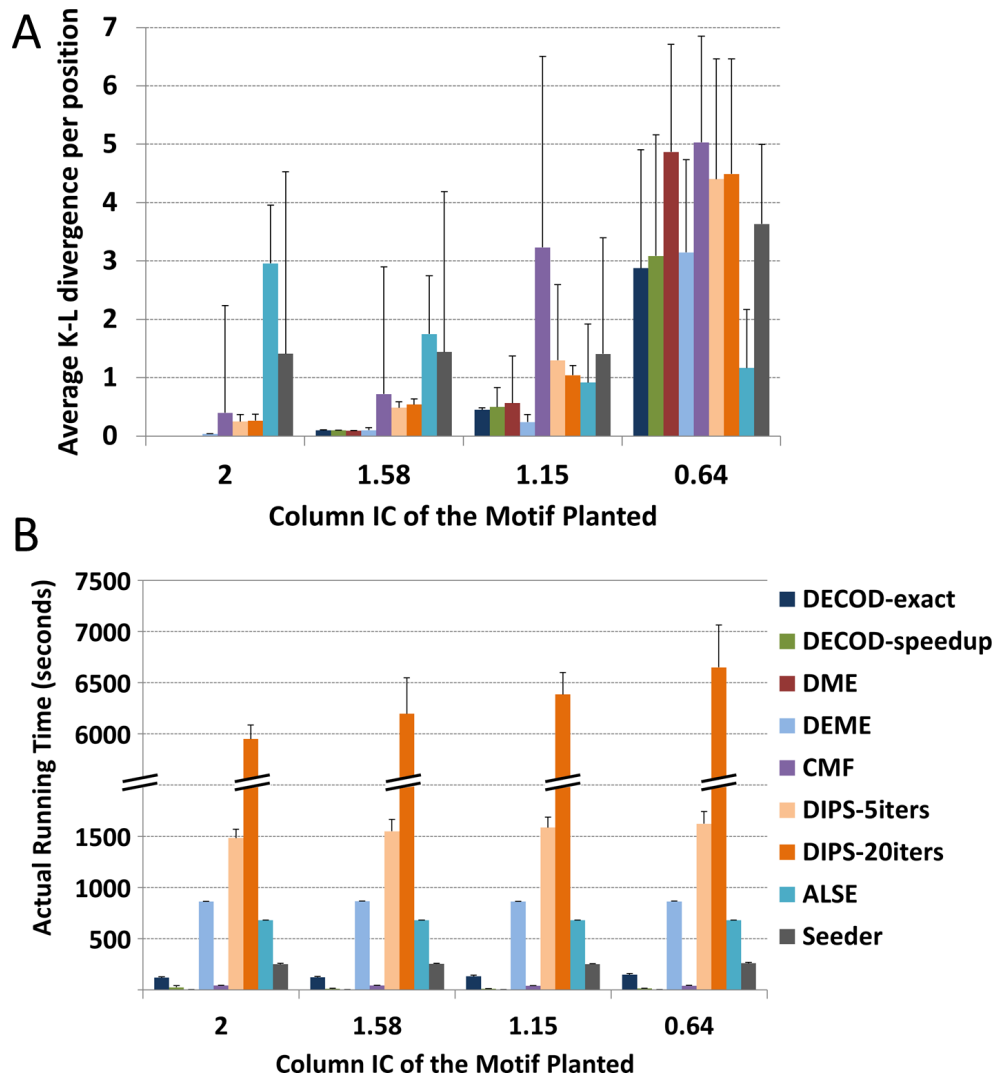 A
Average K-L divergence per position
7
6
5
4
3
2
1
0
2 1.58 1.15 0.64
Column IC of the Motif Planted
B
Actual Running Time (seconds)
7500
7000
6500
6000
1500
1000
500
2 1.58 1.15 0.64
Column IC of the Motif Planted
DECOD-exact
DECOD-speedup
DME
DEME
CMF
DIPS-5iters
DIPS-20iters
ALSE
Seeder